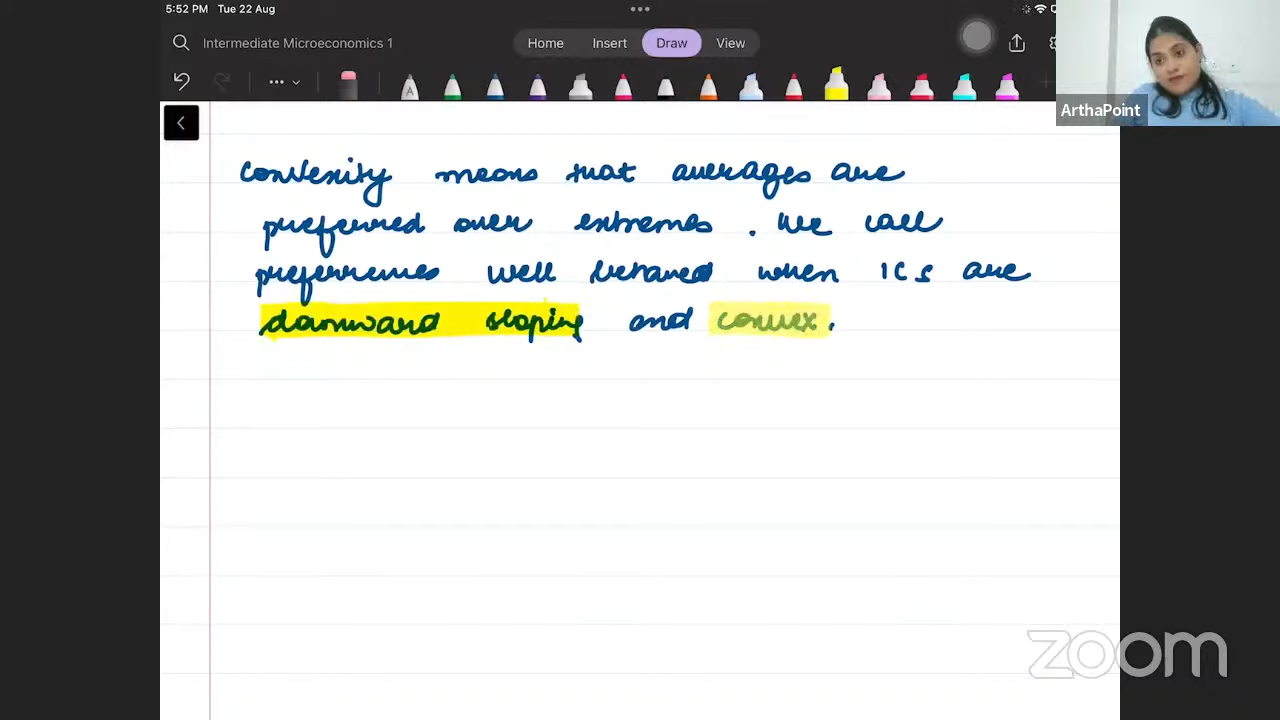 5:52 PM Tue 22 Aug
Intermediate Microeconomics 1
Home Insert Draw View
A
ArthaPoint
convexity means that averages are
preferred over extremes . We call
preferences well behaved when ICs are
downward sloping and convex.
zoom